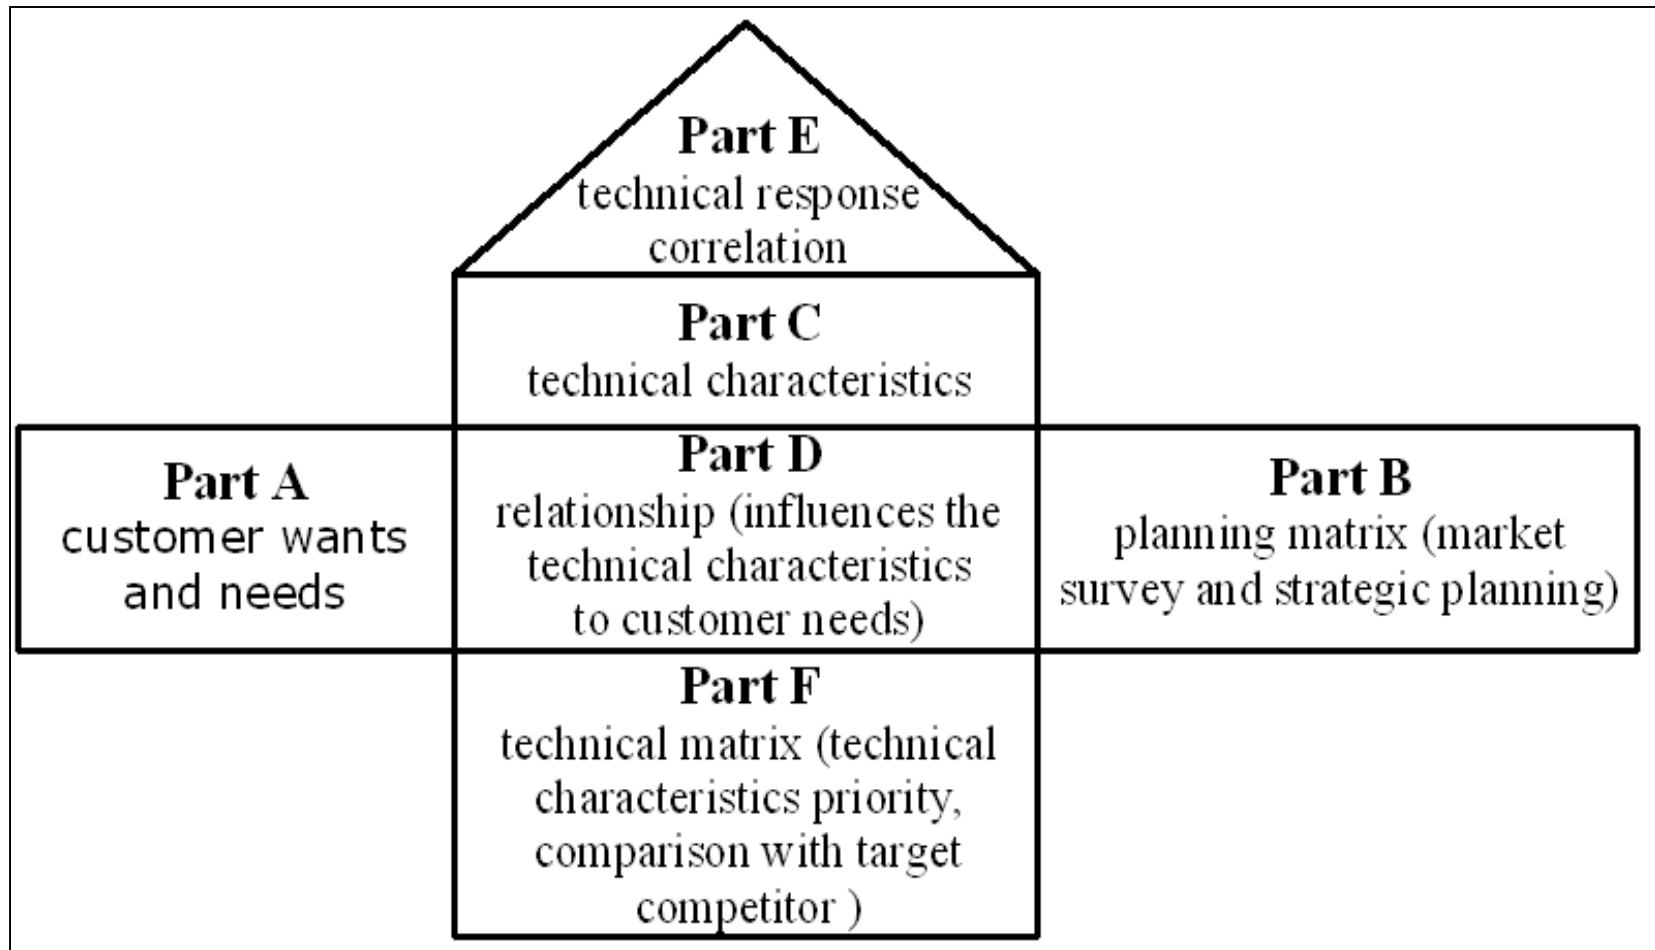 Part E
technical response
correlation
Part C
technical characteristics
Part A
customer wants
and needs
Part D
relationship (influences the
technical characteristics
to customer needs)
Part B
planning matrix (market
survey and strategic planning)
Part F
technical matrix (technical
characteristics priority,
comparison with target
competitor )